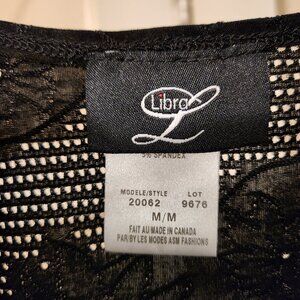 Libra
L
5% SPANDEX
MODELE/STYLE LOT
20062 9676
M/M
FAIT AU MADE IN CANADA
PAR/BY LES MODES ASM FASHIONS